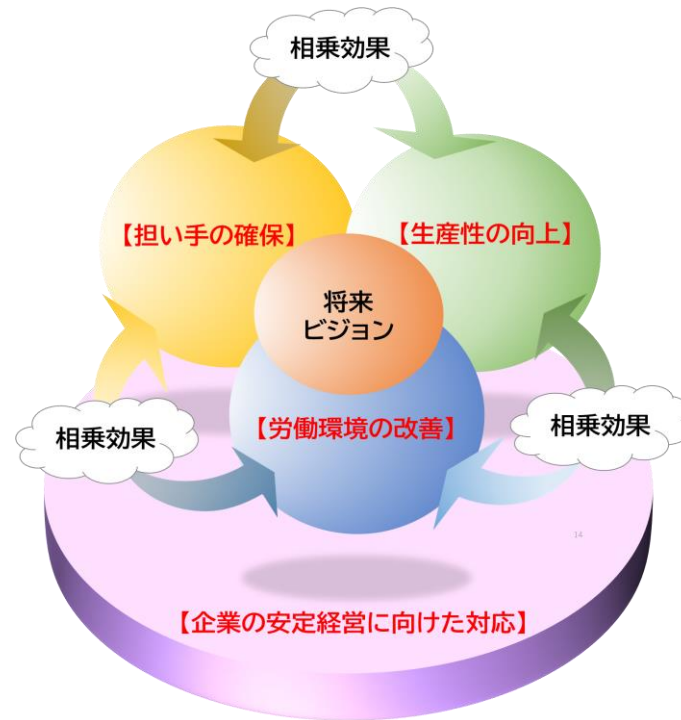 相乗効果
【担い手の確保】
【生産性の向上】
将来
ビジョン
相乗効果
【労働環境の改善】
相乗効果
14
【企業の安定経営に向けた対応】